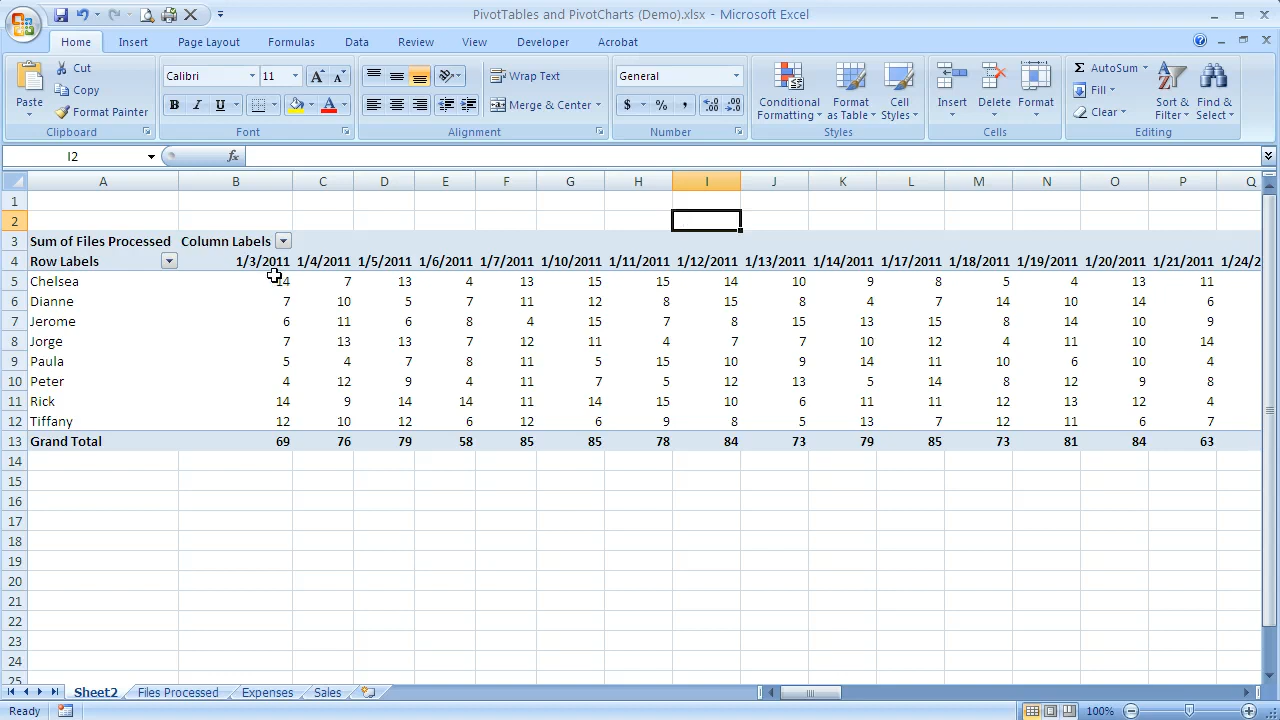 PivotTables and PivotCharts (Demo).xlsx - Microsoft Excel
Home Insert Page Layout Formulas Data Review View Developer Acrobat
Paste Cut Copy Format Painter Clipboard
Calibri 11 B I U A Font
Wrap Text Merge & Center Alignment
General $ % , Number
Conditional Formatting Format as Table Cell Styles Styles
Insert Delete Format Cells
Σ AutoSum Fill Clear Sort & Filter Find & Select Editing
I2 fx
A B C D E F G H I J K L M N O P Q
1
2
3 Sum of Files Processed Column Labels
4 Row Labels 1/3/2011 1/4/2011 1/5/2011 1/6/2011 1/7/2011 1/10/2011 1/11/2011 1/12/2011 1/13/2011 1/14/2011 1/17/2011 1/18/2011 1/19/2011 1/20/2011 1/21/2011 1/24/2
5 Chelsea 14 7 13 4 13 15 15 14 10 9 8 5 4 13 11
6 Dianne 7 10 5 7 11 12 8 15 8 4 7 14 10 14 6
7 Jerome 6 11 6 8 4 15 7 8 15 13 15 8 14 10 9
8 Jorge 7 13 13 7 12 11 4 7 7 10 12 4 11 10 14
9 Paula 5 4 7 8 11 5 15 10 9 14 11 10 6 10 4
10 Peter 4 12 9 4 11 7 5 12 13 5 14 8 12 9 8
11 Rick 14 9 14 14 11 14 15 10 6 11 11 12 13 12 4
12 Tiffany 12 10 12 6 12 6 9 8 5 13 7 12 11 6 7
13 Grand Total 69 76 79 58 85 85 78 84 73 79 85 73 81 84 63
14
15
16
17
18
19
20
21
22
23
24
25
Sheet2 Files Processed Expenses Sales
Ready 100%